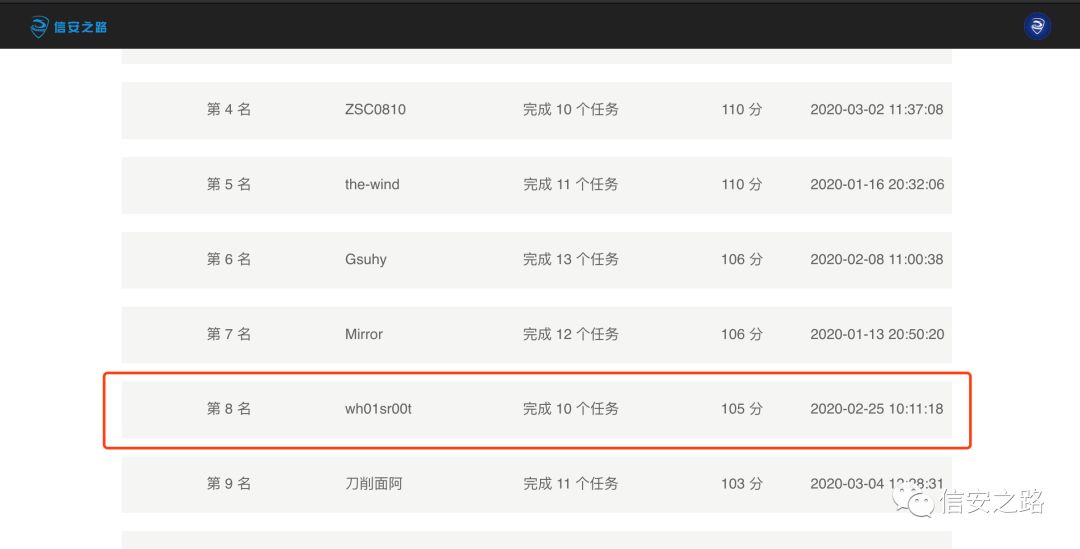 信安之路
第 4 名 ZSC0810 完成 10 个任务 110 分 2020-03-02 11:37:08
第 5 名 the-wind 完成 11 个任务 110 分 2020-01-16 20:32:06
第 6 名 Gsuhy 完成 13 个任务 106 分 2020-02-08 11:00:38
第 7 名 Mirror 完成 12 个任务 106 分 2020-01-13 20:50:20
第 8 名 wh01sr00t 完成 10 个任务 105 分 2020-02-25 10:11:18
第 9 名 刀削面阿 完成 11 个任务 103 分 2020-03-04 12:28:31
信安之路